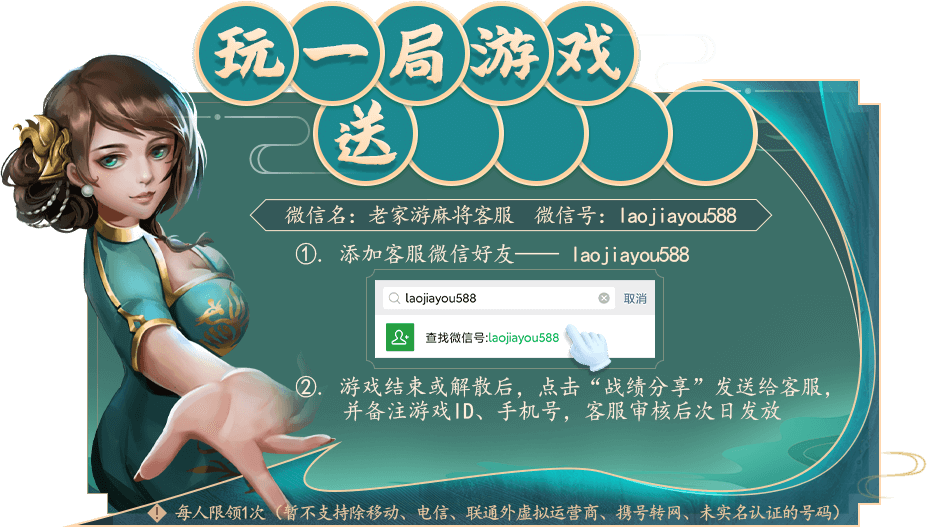 玩一局游戏
送
微信名：老家游麻将客服 微信号：laojiayou588
①. 添加客服微信好友—— laojiayou588
laojiayou588 取消
查找微信号:laojiayou588
②. 游戏结束或解散后，点击“战绩分享”发送给客服，
并备注游戏ID、手机号，客服审核后次日发放
! 每人限领1次（暂不支持除移动、电信、联通外虚拟运营商、携号转网、未实名认证的号码）